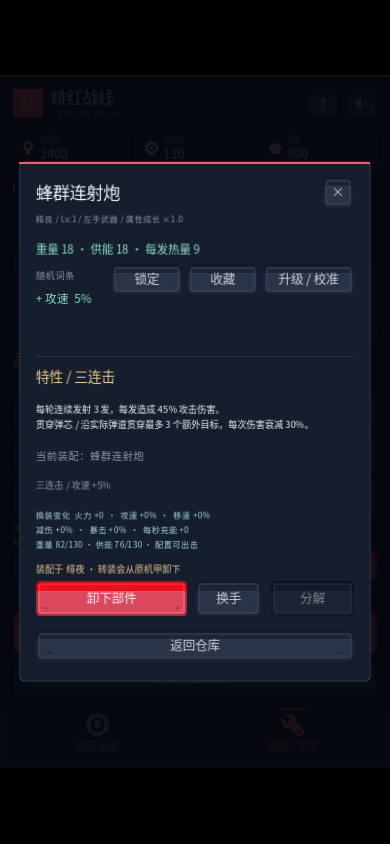 CF
绯红战线
?
2400
120
900
蜂群连射炮
×
精良 / Lv.1 / 左手武器 / 属性成长 ×1.0
重量 18 · 供能 18 · 每发热量 9
随机词条
锁定
收藏
升级 / 校准
+ 攻速 5%
特性 / 三连击
每轮连续发射 3 发，每发造成 45% 攻击伤害。
贯穿弹芯 / 沿实际弹道贯穿最多 3 个额外目标，每次伤害衰减 30%。
当前装配：蜂群连射炮
三连击 / 攻速+5%
换装变化 火力 +0 · 攻速 +0% · 移速 +0%
减伤 +0% · 暴击 +0% · 每秒充能 +0
重量 82/130 · 供能 76/130 · 配置可出击
装配于 绯夜 · 转装会从原机甲卸下
卸下部件
换手
分解
返回仓库